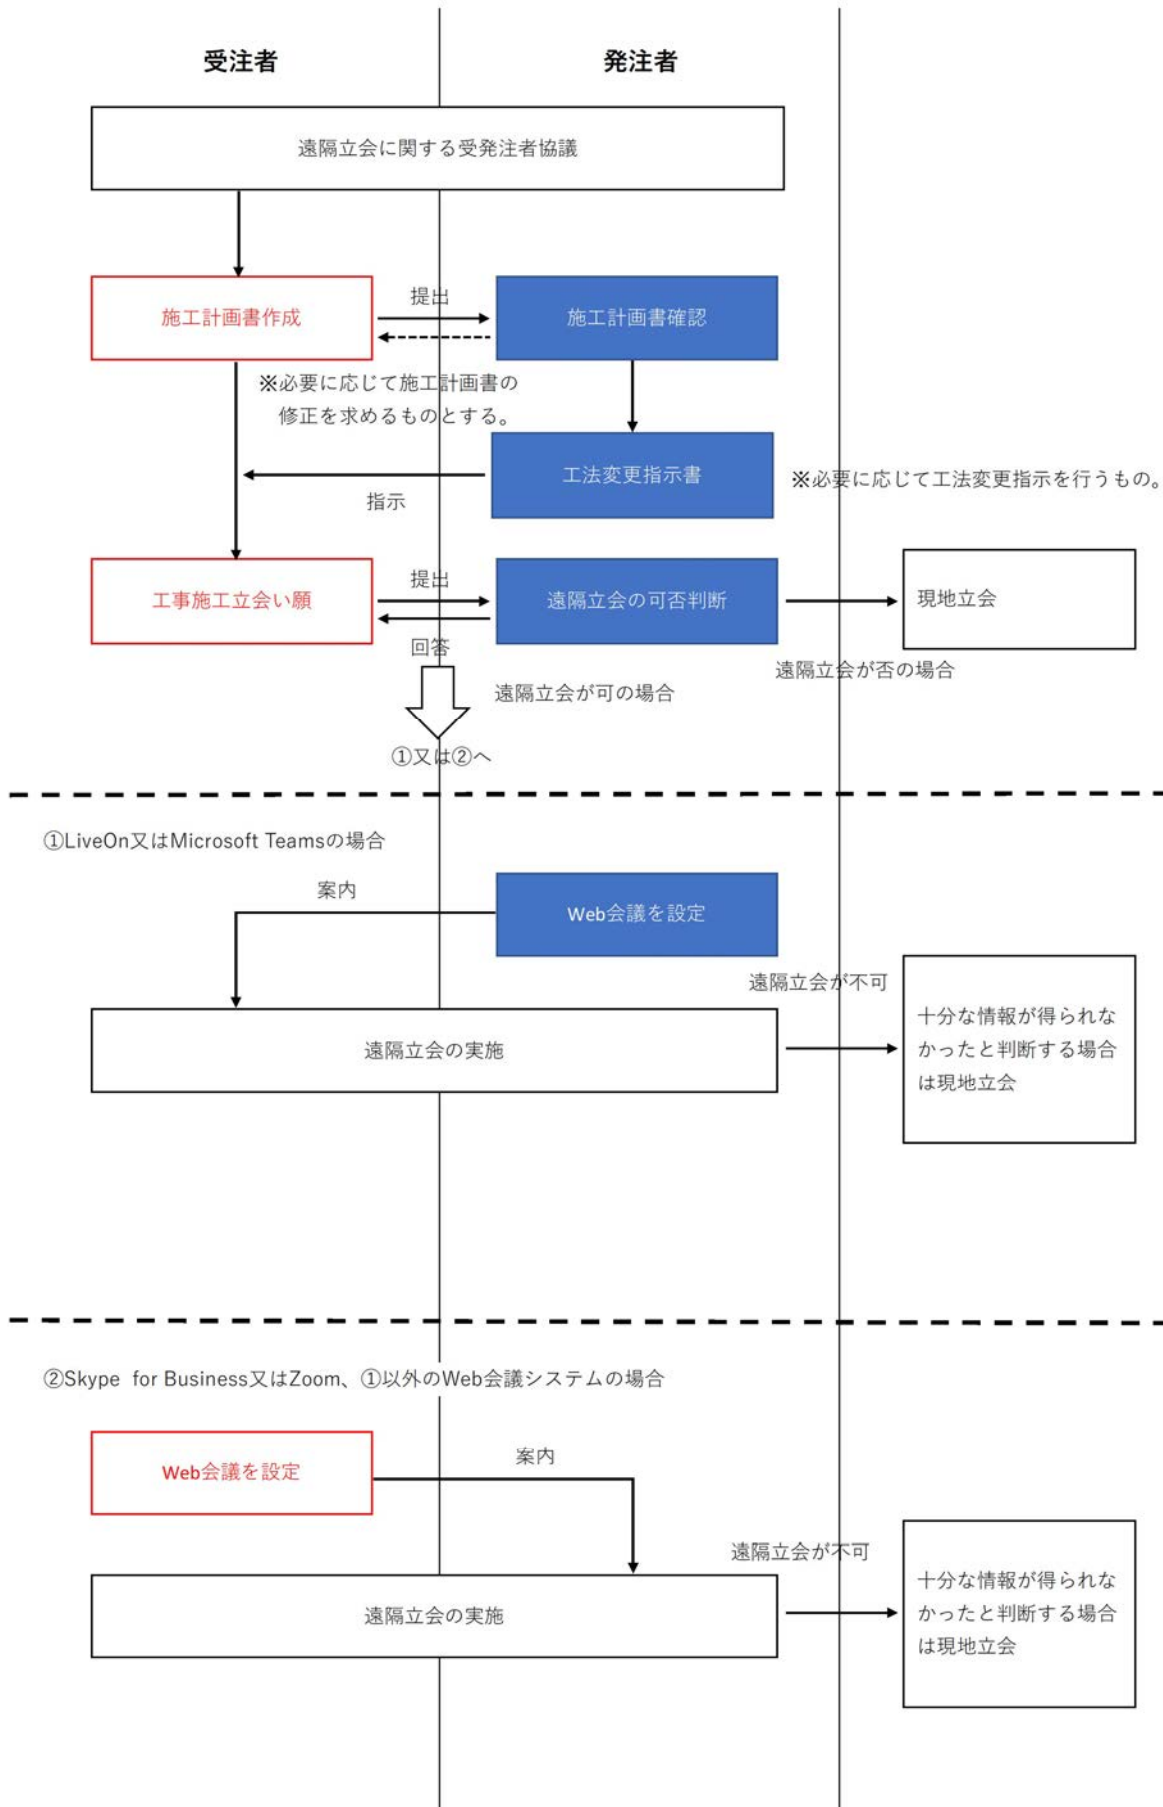 受注者
発注者
遠隔立会に関する受発注者協議
提出
施工計画書作成
施工計画書確認
※必要に応じて施工計画書の
修正を求めるものとする。
工法変更指示書
※必要に応じて工法変更指示を行うもの。
指示
提出
工事施工立会い願
遠隔立会の可否判断
現地立会
回答
遠隔立会が否の場合
遠隔立会が可の場合
①又は②へ
①LiveOn又はMicrosoft Teamsの場合
案内
Web会議を設定
遠隔立会が不可
遠隔立会の実施
十分な情報が得られな
かったと判断する場合
は現地立会
②Skype for Business又はZoom、①以外のWeb会議システムの場合
Web会議を設定
案内
遠隔立会が不可
遠隔立会の実施
十分な情報が得られな
かったと判断する場合
は現地立会